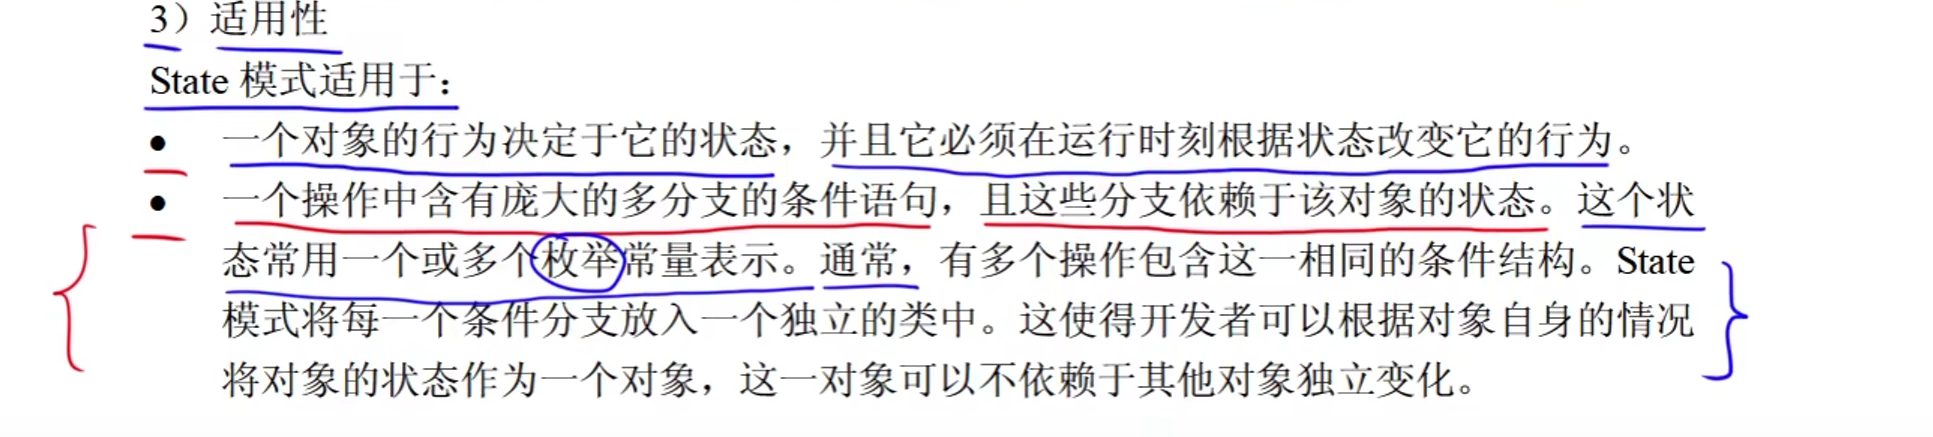 3）适用性
State 模式适用于：
● 一个对象的行为决定于它的状态，并且它必须在运行时刻根据状态改变它的行为。
● 一个操作中含有庞大的多分支的条件语句，且这些分支依赖于该对象的状态。这个状
态常用一个或多个枚举常量表示。通常，有多个操作包含这一相同的条件结构。State
模式将每一个条件分支放入一个独立的类中。这使得开发者可以根据对象自身的情况
将对象的状态作为一个对象，这一对象可以不依赖于其他对象独立变化。